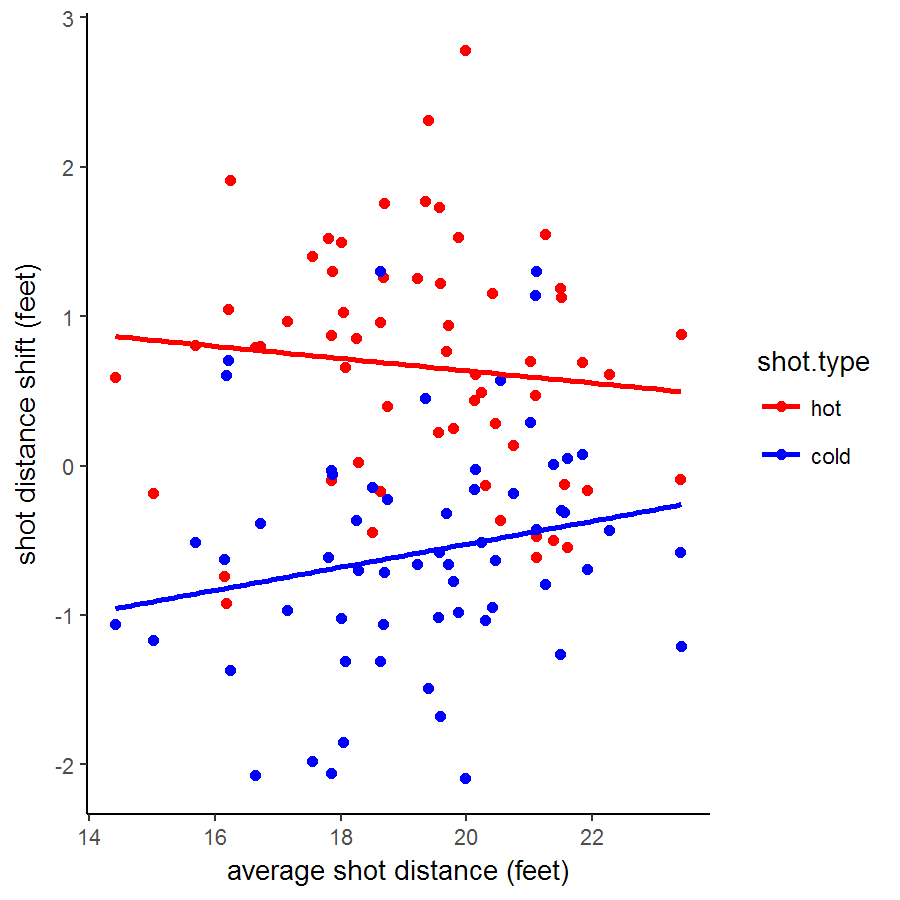 3
2
1
0
-1
-2
14 16 18 20 22
average shot distance (feet)
shot distance shift (feet)
shot.type
hot
cold